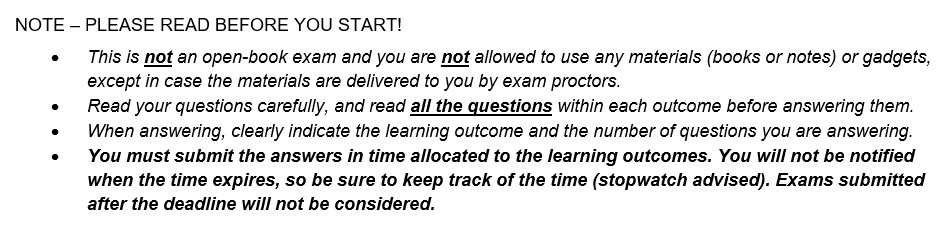 NOTE – PLEASE READ BEFORE YOU START!
• This is not an open-book exam and you are not allowed to use any materials (books or notes) or gadgets,
except in case the materials are delivered to you by exam proctors.
• Read your questions carefully, and read all the questions within each outcome before answering them.
• When answering, clearly indicate the learning outcome and the number of questions you are answering.
• You must submit the answers in time allocated to the learning outcomes. You will not be notified
when the time expires, so be sure to keep track of the time (stopwatch advised). Exams submitted
after the deadline will not be considered.